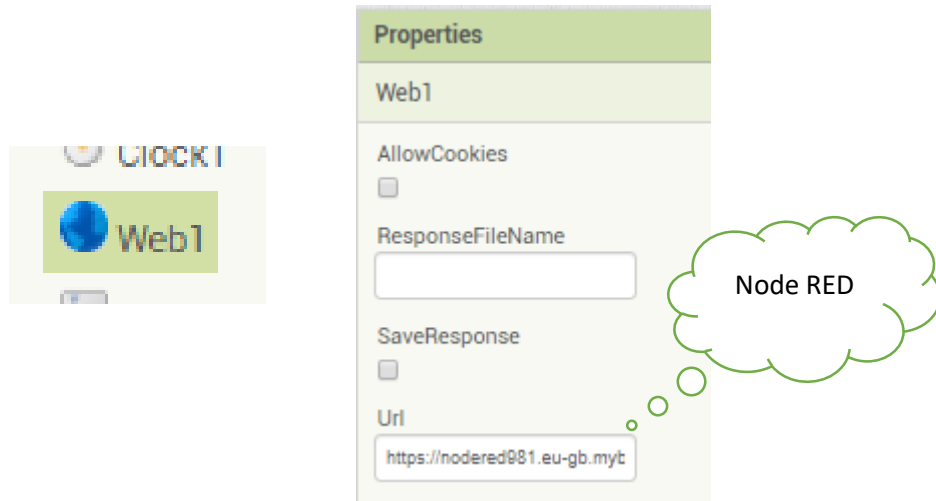 Clock1
Web1
Properties
Web1
AllowCookies
ResponseFileName
SaveResponse
Url
https://nodered981.eu-gb.myb
Node RED